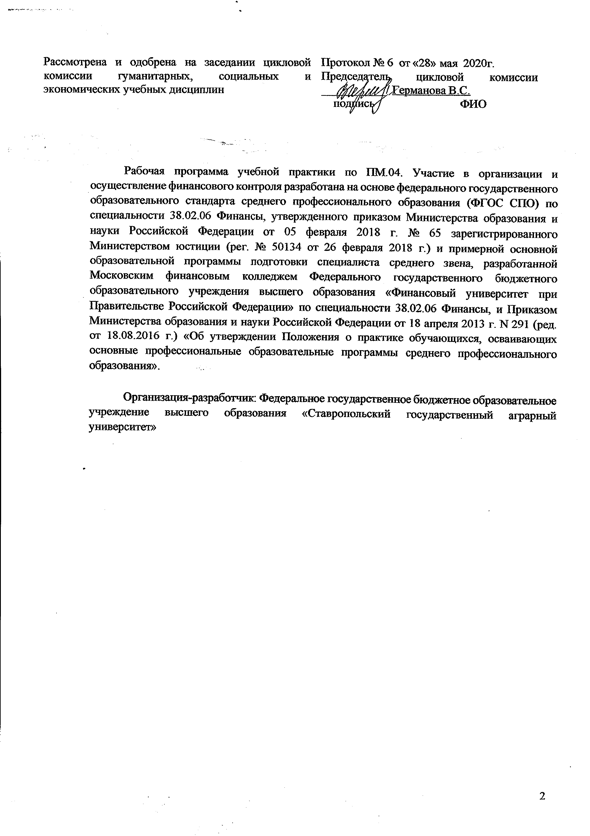 Рассмотрена и одобрена на заседании цикловой
комиссии гуманитарных, социальных и
экономических учебных дисциплин
Протокол № 6 от «28» мая 2020г.
Председатель цикловой комиссии
Германова В.С.
подпись ФИО
Рабочая программа учебной практики по ПМ.04. Участие в организации и
осуществление финансового контроля разработана на основе федерального государственного
образовательного стандарта среднего профессионального образования (ФГОС СПО) по
специальности 38.02.06 Финансы, утвержденного приказом Министерства образования и
науки Российской Федерации от 05 февраля 2018 г. № 65 зарегистрированного
Министерством юстиции (рег. № 50134 от 26 февраля 2018 г.) и примерной основной
образовательной программы подготовки специалиста среднего звена, разработанной
Московским финансовым колледжем Федерального государственного бюджетного
образовательного учреждения высшего образования «Финансовый университет при
Правительстве Российской Федерации» по специальности 38.02.06 Финансы, и Приказом
Министерства образования и науки Российской Федерации от 18 апреля 2013 г. N 291 (ред.
от 18.08.2016 г.) «Об утверждении Положения о практике обучающихся, осваивающих
основные профессиональные образовательные программы среднего профессионального
образования».
Организация-разработчик: Федеральное государственное бюджетное образовательное
учреждение высшего образования «Ставропольский государственный аграрный
университет»
2